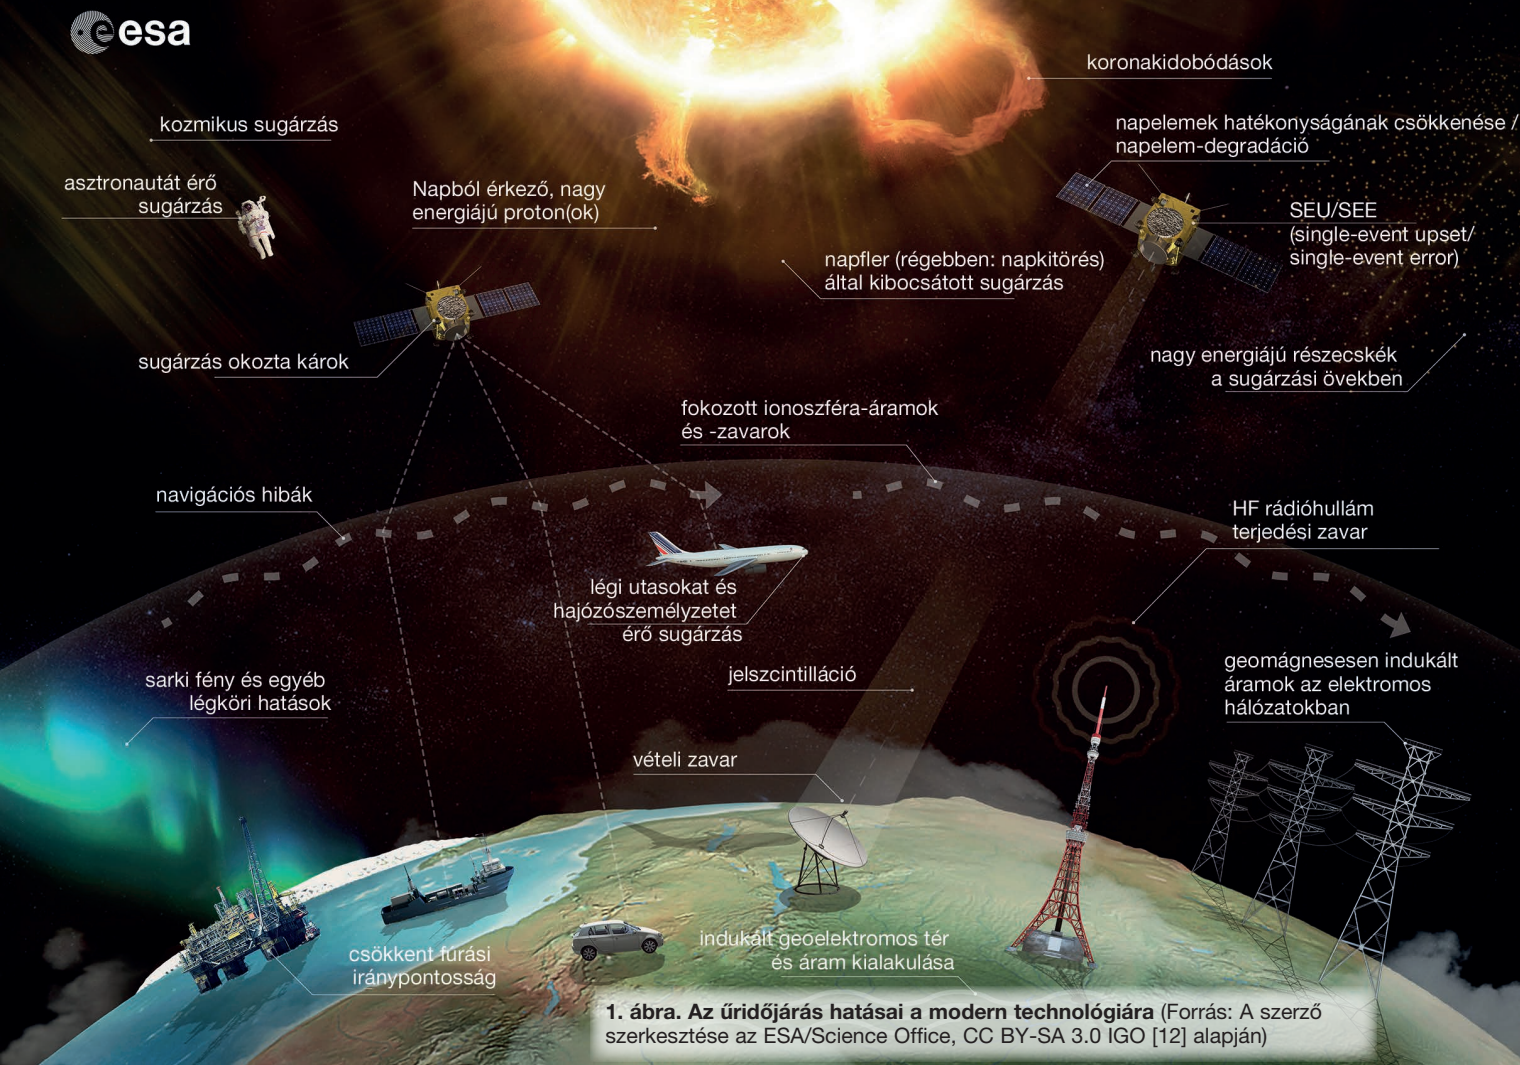 esa
koronakidobódások
kozmikus sugárzás
napelemek hatékonyságának csökkenése /
napelem-degradáció
asztronautát érő
sugárzás
Napból érkező, nagy
energiájú proton(ok)
SEU/SEE
(single-event upset/
single-event error)
napfler (régebben: napkitörés)
által kibocsátott sugárzás
sugárzás okozta károk
nagy energiájú részecskék
a sugárzási övekben
fokozott ionoszféra-áramok
és -zavarok
navigációs hibák
HF rádióhullám
terjedési zavar
légi utasokat és
hajózószemélyzetet
érő sugárzás
sarki fény és egyéb
légköri hatások
jelszcintilláció
geomágnesesen indukált
áramok az elektromos
hálózatokban
vételi zavar
csökkent fúrási
iránypontosság
indukált geoelektromos tér
és áram kialakulása
1. ábra. Az űridőjárás hatásai a modern technológiára (Forrás: A szerző
szerkesztése az ESA/Science Office, CC BY-SA 3.0 IGO [12] alapján)